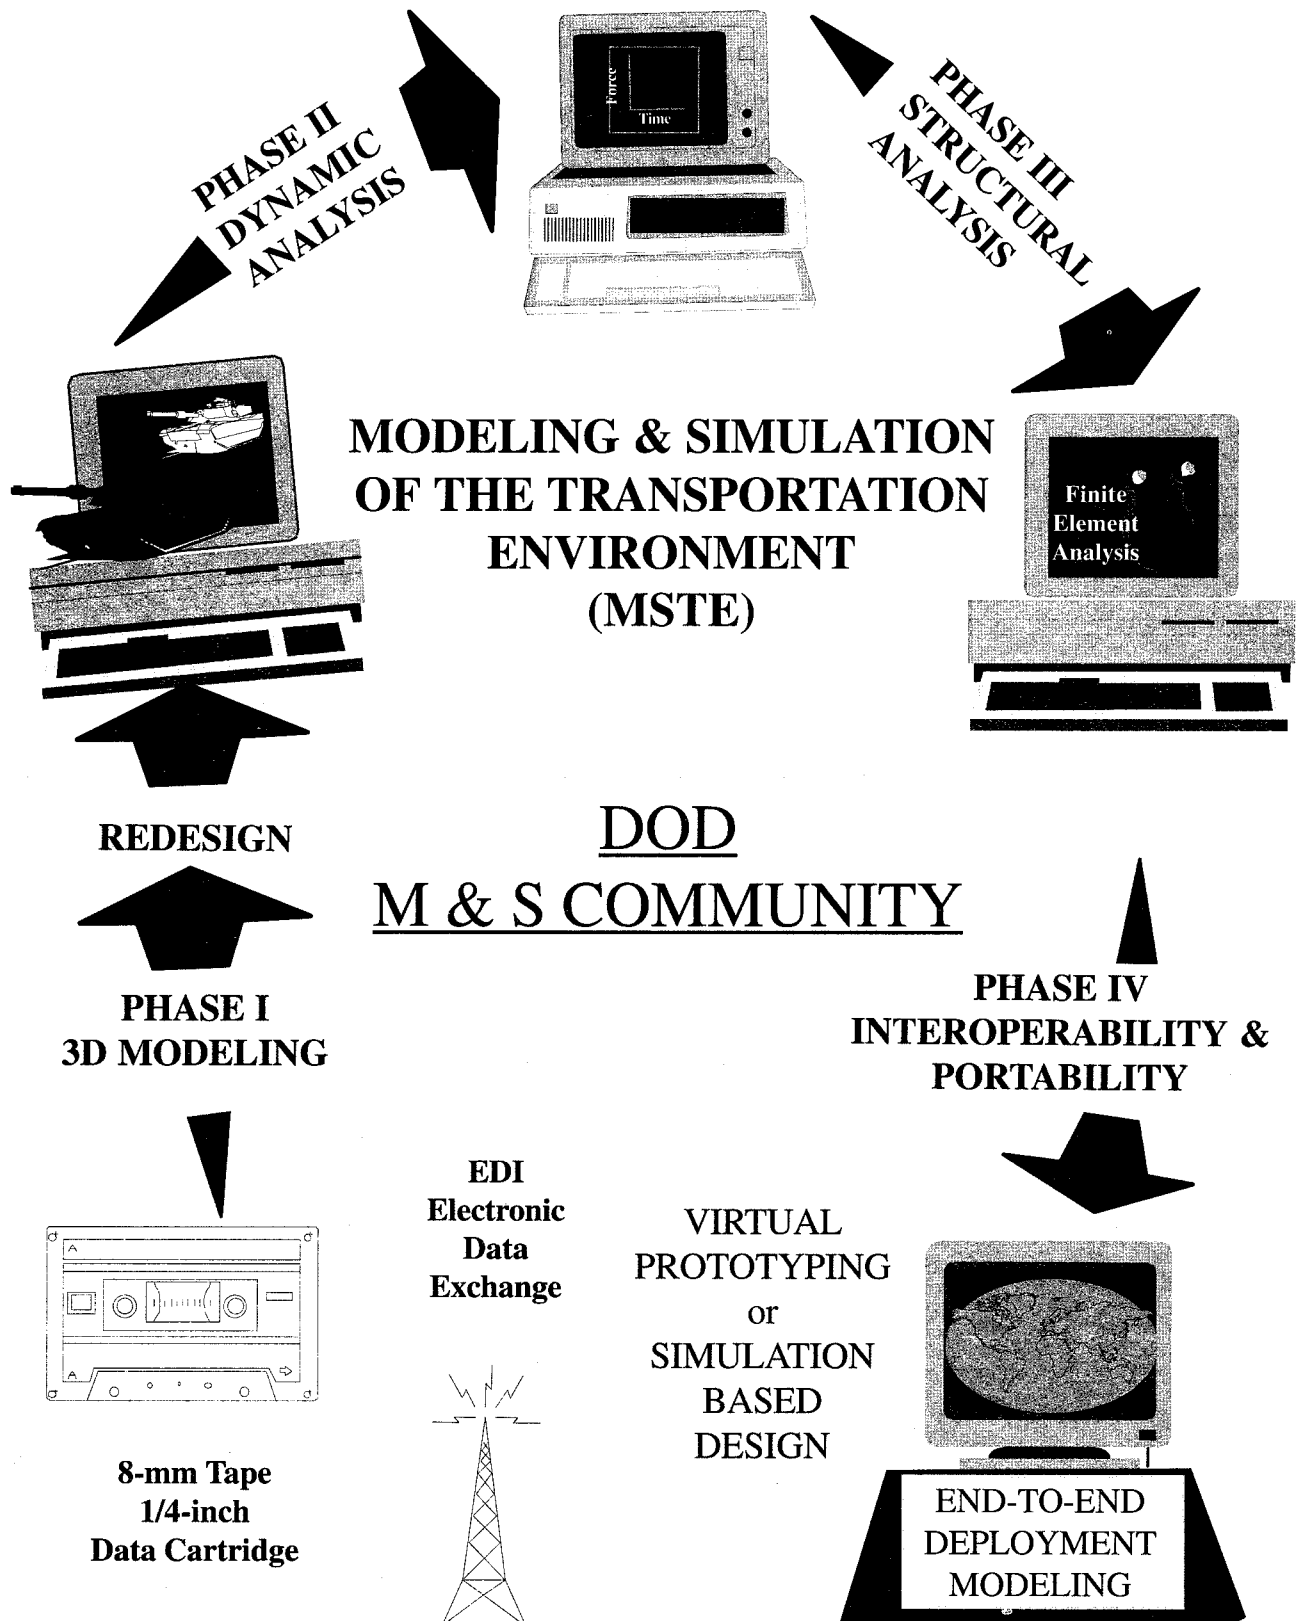 PHASE II
DYNAMIC
ANALYSIS
Force
Time
PHASE III
STRUCTURAL
ANALYSIS
MODELING & SIMULATION
OF THE TRANSPORTATION
ENVIRONMENT
(MSTE)
Finite
Element
Analysis
REDESIGN
DOD
M & S COMMUNITY
PHASE I
3D MODELING
PHASE IV
INTEROPERABILITY &
PORTABILITY
A
A
8-mm Tape
1/4-inch
Data Cartridge
EDI
Electronic
Data
Exchange
VIRTUAL
PROTOTYPING
or
SIMULATION
BASED
DESIGN
END-TO-END
DEPLOYMENT
MODELING